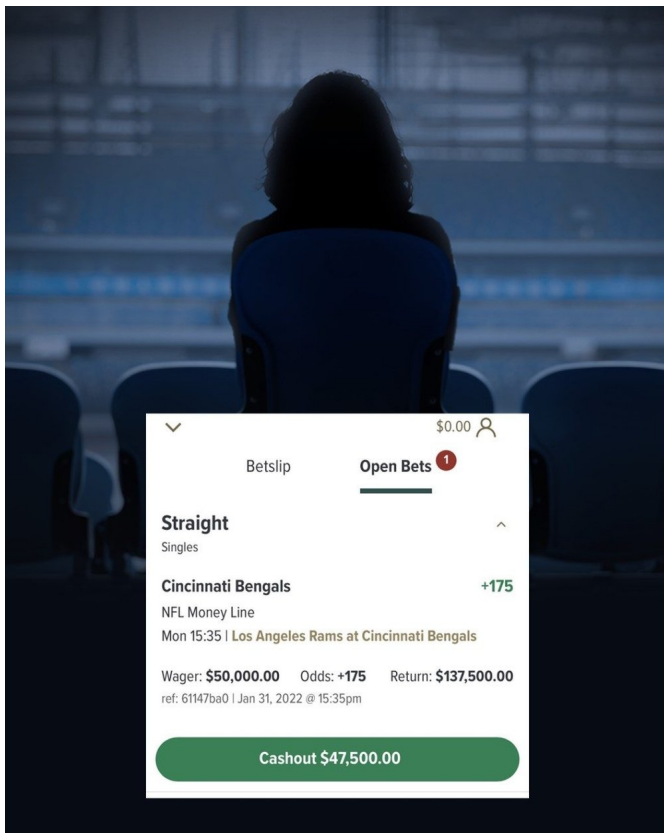 $0.00
Betslip Open Bets 1
Straight
Singles
Cincinnati Bengals +175
NFL Money Line
Mon 15:35 | Los Angeles Rams at Cincinnati Bengals
Wager: $50,000.00 Odds: +175 Return: $137,500.00
ref: 61147ba0 | Jan 31, 2022 @ 15:35pm
Cashout $47,500.00